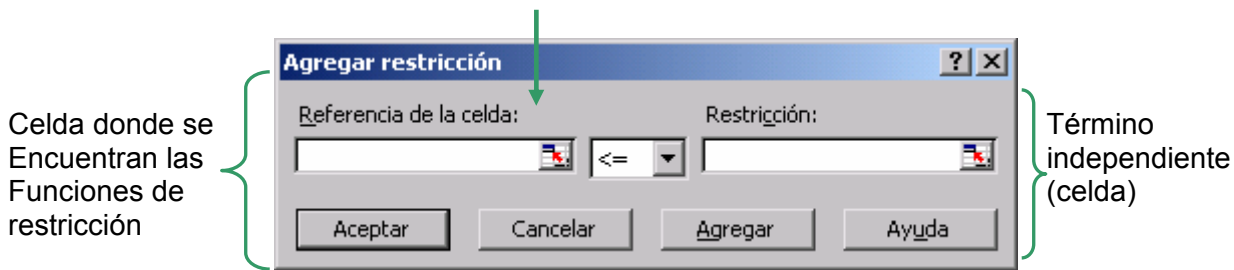 Agregar restricción
? X
Celda donde se
Encuentran las
Funciones de
restricción
Referencia de la celda:
Restricción:
<=
Aceptar
Cancelar
Agregar
Ayuda
Término
independiente
(celda)